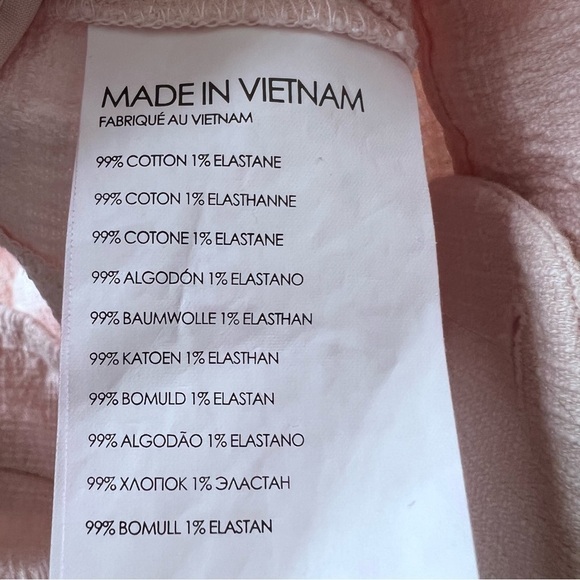 MADE IN VIETNAM
FABRIQUÉ AU VIETNAM
99% COTTON 1% ELASTANE
99% COTON 1% ELASTHANNE
99% COTONE 1% ELASTANE
99% ALGODÓN 1% ELASTANO
99% BAUMWOLLE 1% ELASTHAN
99% KATOEN 1% ELASTHAN
99% BOMULD 1% ELASTAN
99% ALGODÃO 1% ELASTANO
99% ХЛОПОК 1% ЭЛАСТАН
99% BOMULL 1% ELASTAN